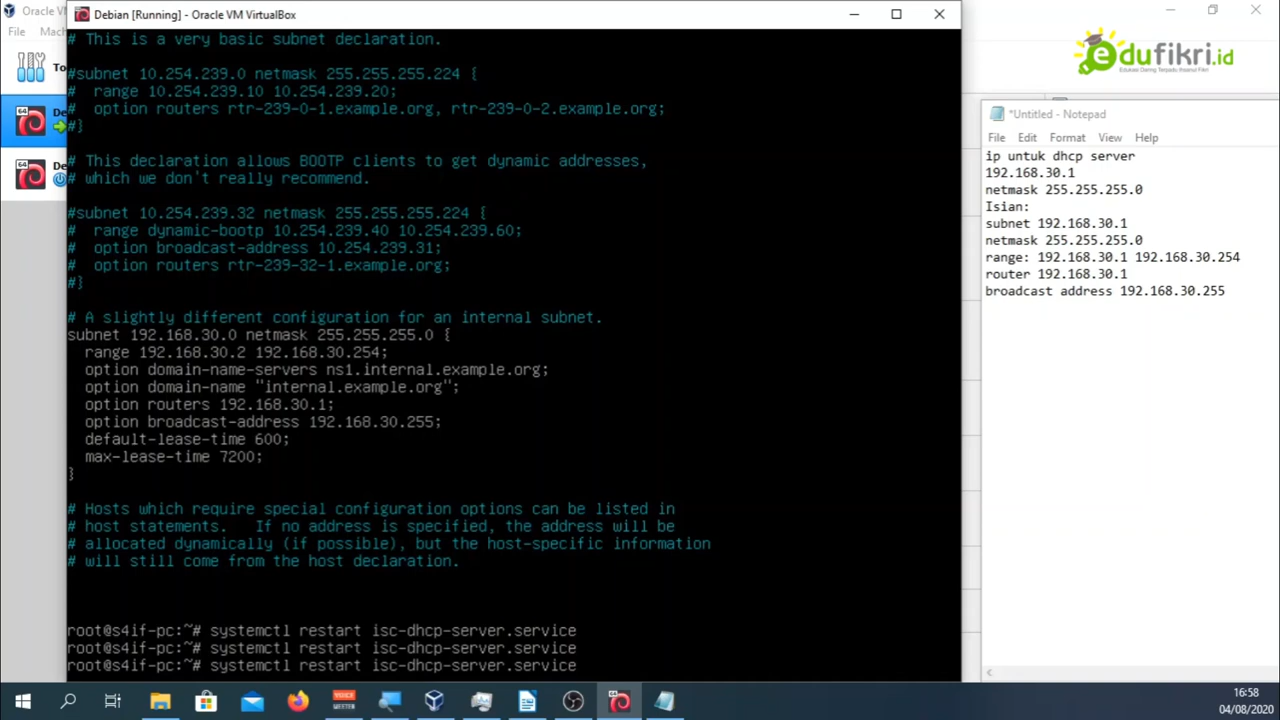 Oracle VM
File Mach
To
De
De
Debian [Running] - Oracle VM VirtualBox
# This is a very basic subnet declaration.
#subnet 10.254.239.0 netmask 255.255.255.224 {
#  range 10.254.239.10 10.254.239.20;
#  option routers rtr-239-0-1.example.org, rtr-239-0-2.example.org;
#}
# This declaration allows BOOTP clients to get dynamic addresses,
# which we don't really recommend.
#subnet 10.254.239.32 netmask 255.255.255.224 {
#  range dynamic-bootp 10.254.239.40 10.254.239.60;
#  option broadcast-address 10.254.239.31;
#  option routers rtr-239-32-1.example.org;
#}
# A slightly different configuration for an internal subnet.
subnet 192.168.30.0 netmask 255.255.255.0 {
  range 192.168.30.2 192.168.30.254;
  option domain-name-servers ns1.internal.example.org;
  option domain-name "internal.example.org";
  option routers 192.168.30.1;
  option broadcast-address 192.168.30.255;
  default-lease-time 600;
  max-lease-time 7200;
}
# Hosts which require special configuration options can be listed in
# host statements.   If no address is specified, the address will be
# allocated dynamically (if possible), but the host-specific information
# will still come from the host declaration.
root@s4if-pc:~# systemctl restart isc-dhcp-server.service
root@s4if-pc:~# systemctl restart isc-dhcp-server.service
root@s4if-pc:~# systemctl restart isc-dhcp-server.service
edufikri.id
Edukasi Daring Terpadu Ihsanul Fikri
*Untitled - Notepad
File Edit Format View Help
ip untuk dhcp server
192.168.30.1
netmask 255.255.255.0
Isian:
subnet 192.168.30.1
netmask 255.255.255.0
range: 192.168.30.1 192.168.30.254
router 192.168.30.1
broadcast address 192.168.30.255
VOICE
MEETER
16:58
04/08/2020